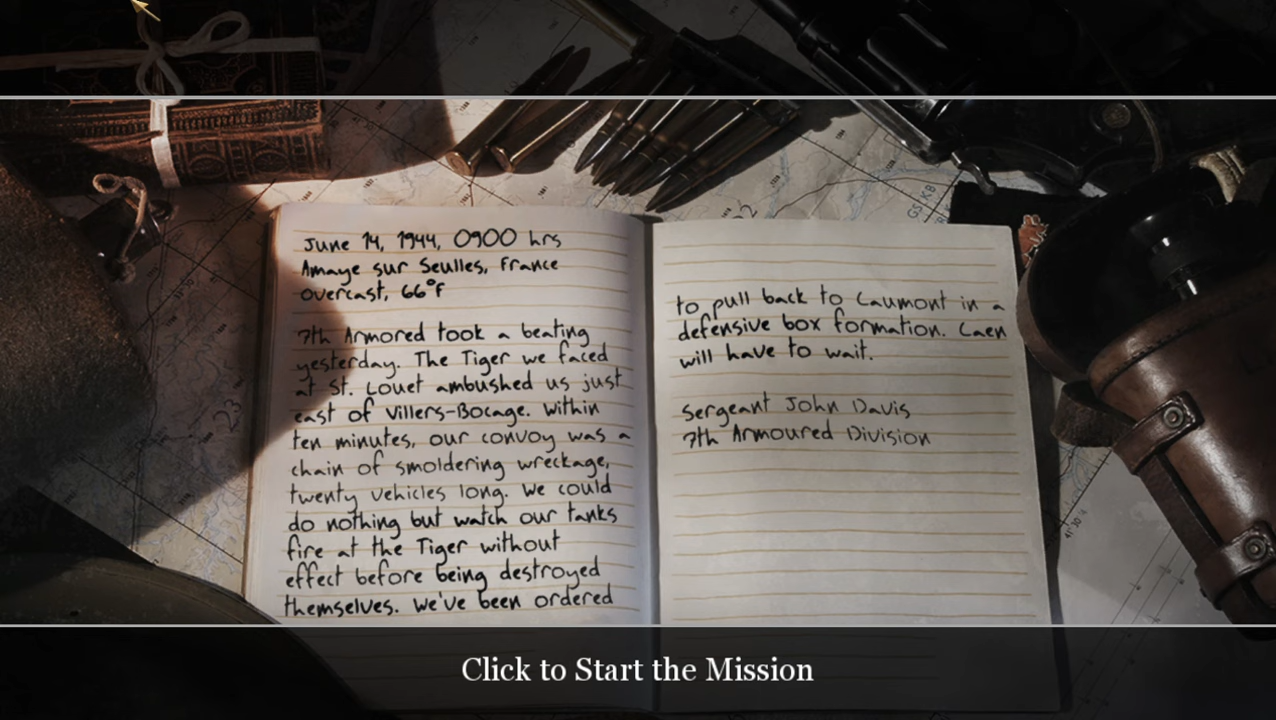 June 14, 1944, 0900 hrs
Amaye sur Seulles, France
overcast, 66°F
7th Armored took a beating
yesterday. The Tiger we faced
at St. Louet ambushed us just
east of Villers-Bocage. Within
ten minutes, our convoy was a
chain of smoldering wreckage,
twenty vehicles long. We could
do nothing but watch our tanks
fire at the Tiger without
effect before being destroyed
themselves. We've been ordered
to pull back to Caumont in a
defensive box formation. Caen
will have to wait.
Sergeant John Davis
7th Armoured Division
Click to Start the Mission